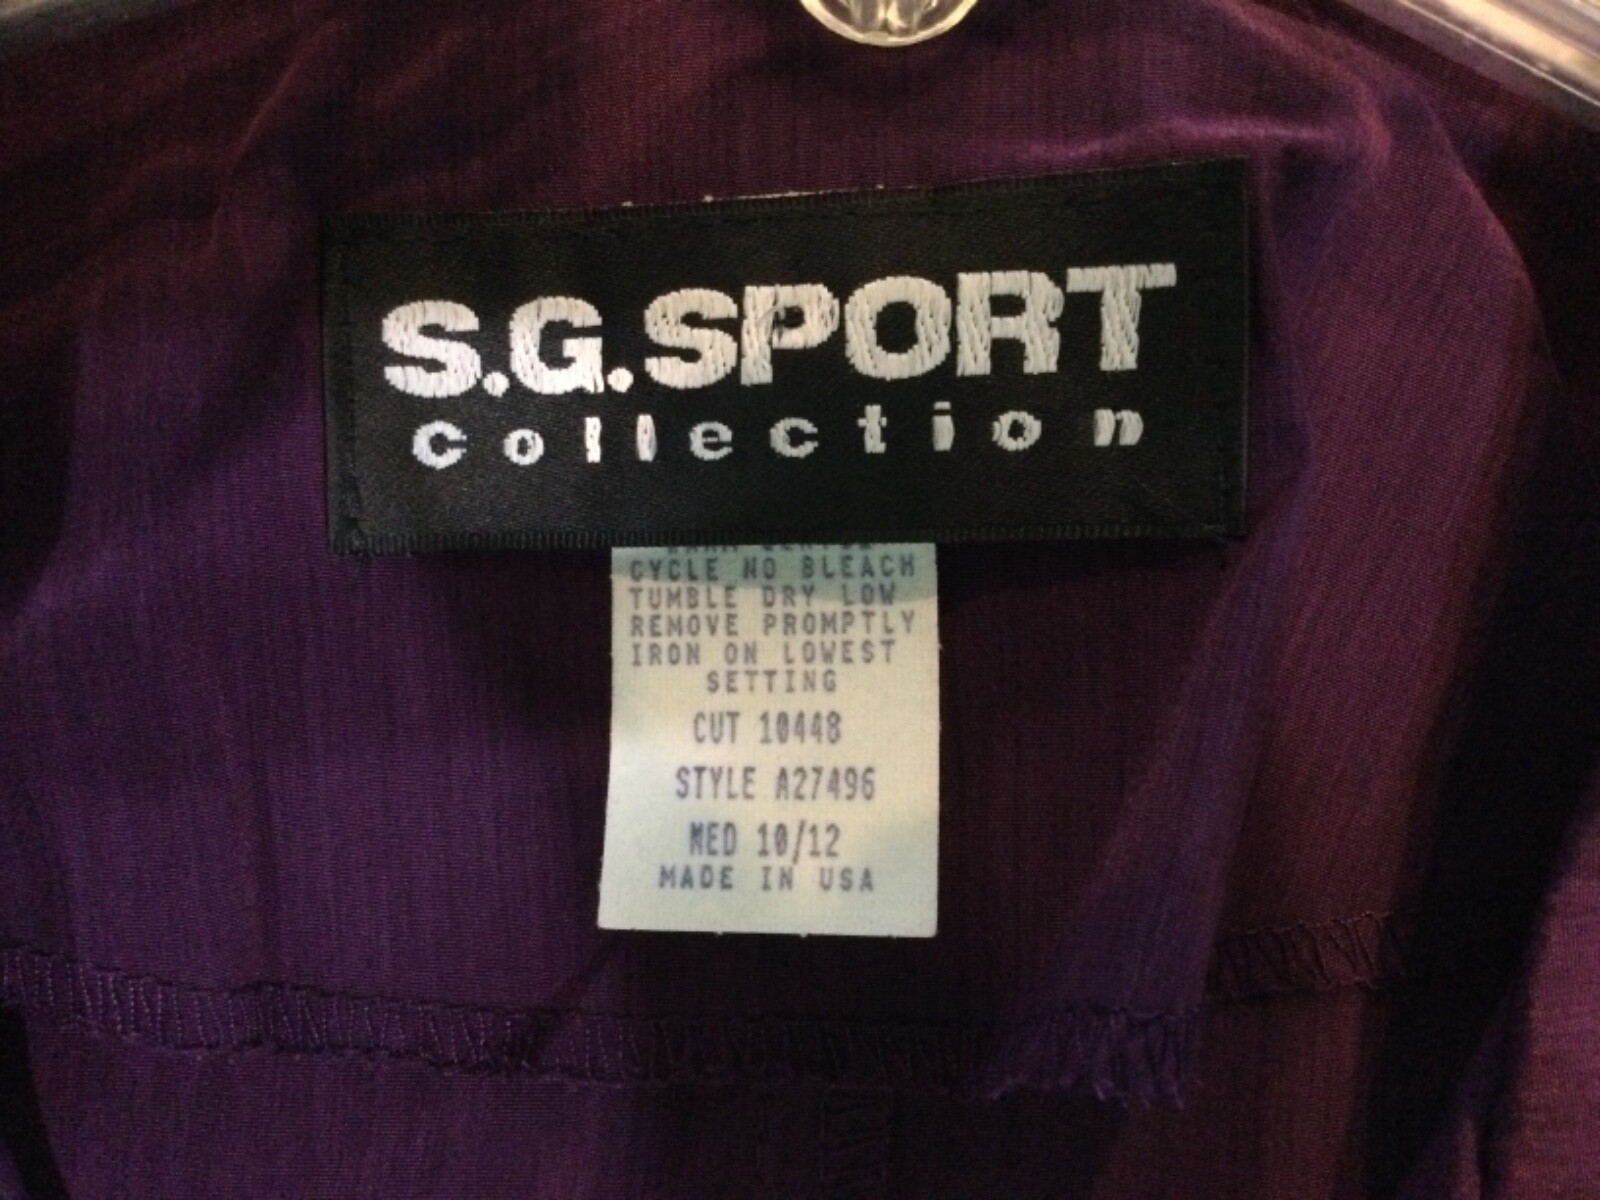 S.G.SPORT
collection
CYCLE NO BLEACH
TUMBLE DRY LOW
REMOVE PROMPTLY
IRON ON LOWEST
SETTING
CUT 10448
STYLE A27496
MED 10/12
MADE IN USA